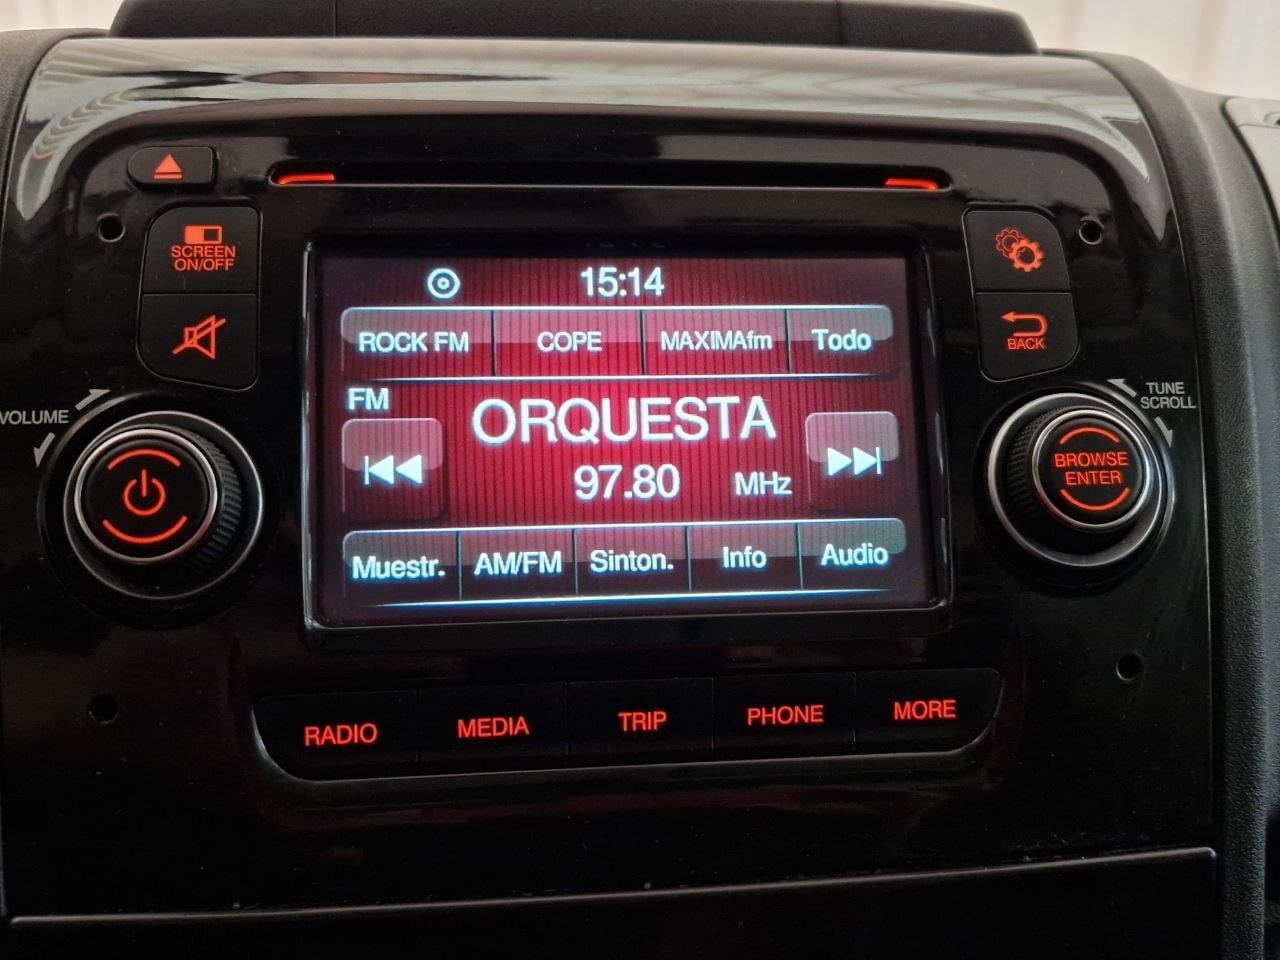 SCREEN
ON/OFF
15:14
ROCK FM
COPE
MAXIMAfm
Todo
BACK
VOLUME
TUNE
SCROLL
FM
ORQUESTA
97.80 MHz
BROWSE
ENTER
Muestr.
AM/FM
Sinton.
Info
Audio
RADIO
MEDIA
TRIP
PHONE
MORE